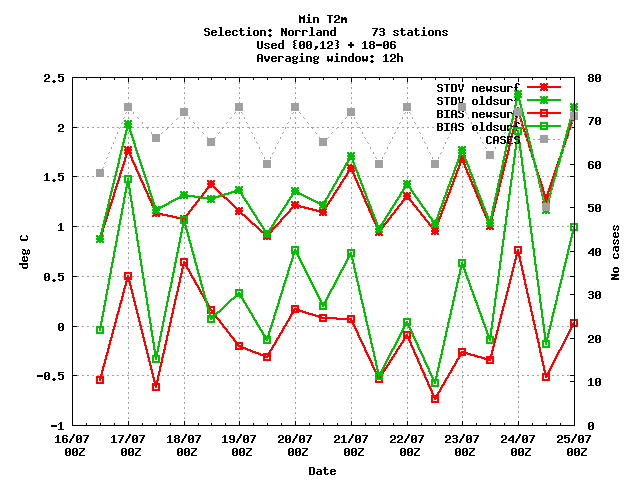 Min T2m
Selection: Norrland     73 stations
Used {00,12} + 18-06
Averaging window: 12h
STDV newsurf
STDV oldsurf
BIAS newsurf
BIAS oldsurf
CASES
2.5
2
1.5
1
0.5
0
-0.5
-1
deg C
80
70
60
50
40
30
20
10
0
No cases
16/07 17/07 18/07 19/07 20/07 21/07 22/07 23/07 24/07 25/07
00Z 00Z 00Z 00Z 00Z 00Z 00Z 00Z 00Z 00Z
Date